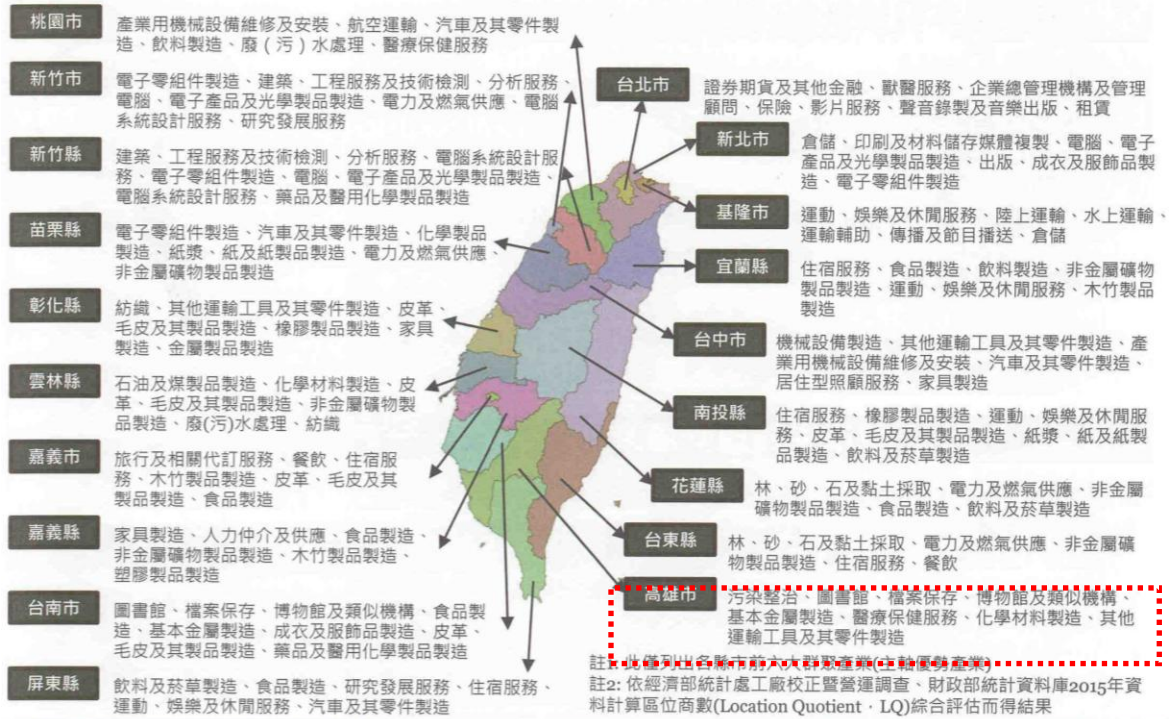 桃園市
產業用機械設備維修及安裝、航空運輸、汽車及其零件製
造、飲料製造、廢（污）水處理、醫療保健服務
新竹市
電子零組件製造、建築、工程服務及技術檢測、分析服務、
電腦、電子產品及光學製品製造、電力及燃氣供應、電腦
系統設計服務、研究發展服務
新竹縣
建築、工程服務及技術檢測、分析服務、電腦系統設計服
務、電子零組件製造、電腦、電子產品及光學製品製造、
電腦系統設計服務、藥品及醫用化學製品製造
苗栗縣
電子零組件製造、汽車及其零件製造、化學製品
製造、紙漿、紙及紙製品製造、電力及燃氣供應、
非金屬礦物製品製造
彰化縣
紡織、其他運輸工具及其零件製造、皮革、
毛皮及其製品製造、橡膠製品製造、家具
製造、金屬製品製造
雲林縣
石油及煤製品製造、化學材料製造、皮
革、毛皮及其製品製造、非金屬礦物製
品製造、廢(污)水處理、紡織
嘉義市
旅行及相關代訂服務、餐飲、住宿服
務、木竹製品製造、皮革、毛皮及其
製品製造、食品製造
嘉義縣
家具製造、人力仲介及供應、食品製造、
非金屬礦物製品製造、木竹製品製造、
塑膠製品製造
台南市
圖書館、檔案保存、博物館及類似機構、食品製
造、基本金屬製造、成衣及服飾品製造、皮革、
毛皮及其製品製造、藥品及醫用化學製品製造
屏東縣
飲料及菸草製造、食品製造、研究發展服務、住宿服務、
運動、娛樂及休閒服務、汽車及其零件製造
台北市
證券期貨及其他金融、獸醫服務、企業總管理機構及管理
顧問、保險、影片服務、聲音錄製及音樂出版、租賃
新北市
倉儲、印刷及材料儲存媒體複製、電腦、電子
產品及光學製品製造、出版、成衣及服飾品製
造、電子零組件製造
基隆市
運動、娛樂及休閒服務、陸上運輸、水上運輸、
運輸輔助、傳播及節目播送、倉儲
宜蘭縣
住宿服務、食品製造、飲料製造、非金屬礦物
製品製造、運動、娛樂及休閒服務、木竹製品
製造
台中市
機械設備製造、其他運輸工具及其零件製造、產
業用機械設備維修及安裝、汽車及其零件製造、
居住型照顧服務、家具製造
南投縣
住宿服務、橡膠製品製造、運動、娛樂及休閒服
務、皮革、毛皮及其製品製造、紙漿、紙及紙製
品製造、飲料及菸草製造
花蓮縣
林、砂、石及黏土採取、電力及燃氣供應、非金屬
礦物製品製造、食品製造、飲料及菸草製造
台東縣
林、砂、石及黏土採取、電力及燃氣供應、非金屬礦
物製品製造、住宿服務、餐飲
高雄市
污染整治、圖書館、檔案保存、博物館及類似機構、
基本金屬製造、醫療保健服務、化學材料製造、其他
運輸工具及其零件製造
註1: 此僅列出各縣市前六大群聚產業(主軸優勢產業)
註2: 依經濟部統計處工廠校正暨營運調查、財政部統計資料庫2015年資
料計算區位商數(Location Quotient，LQ)綜合評估而得結果